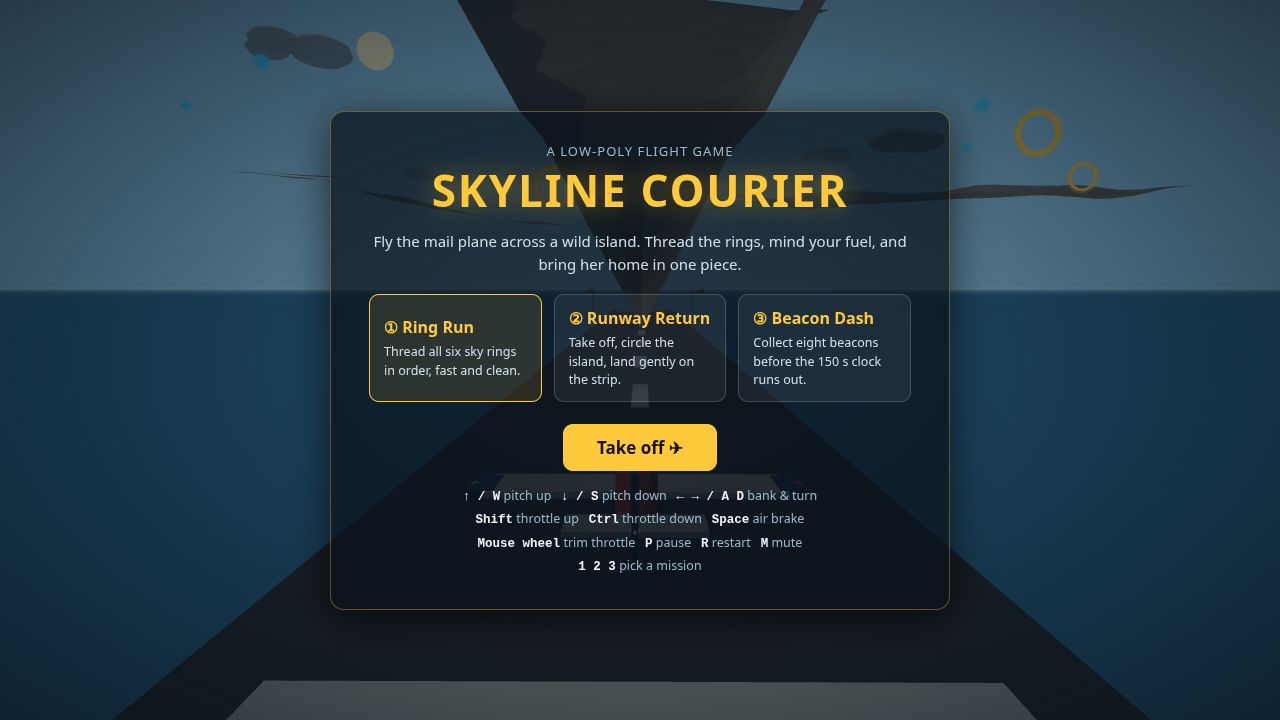 A LOW-POLY FLIGHT GAME
SKYLINE COURIER
Fly the mail plane across a wild island. Thread the rings, mind your fuel, and
bring her home in one piece.
① Ring Run
Thread all six sky rings
in order, fast and clean.
② Runway Return
Take off, circle the
island, land gently on
the strip.
③ Beacon Dash
Collect eight beacons
before the 150 s clock
runs out.
Take off ✈
↑ / W pitch up ↓ / S pitch down ← → / A D bank & turn
Shift throttle up Ctrl throttle down Space air brake
Mouse wheel trim throttle P pause R restart M mute
1 2 3 pick a mission